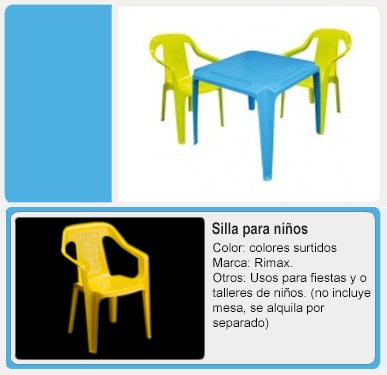 Silla para niños
Color: colores surtidos
Marca: Rimax.
Otros: Usos para fiestas y o
talleres de niños. (no incluye
mesa, se alquila por
separado)